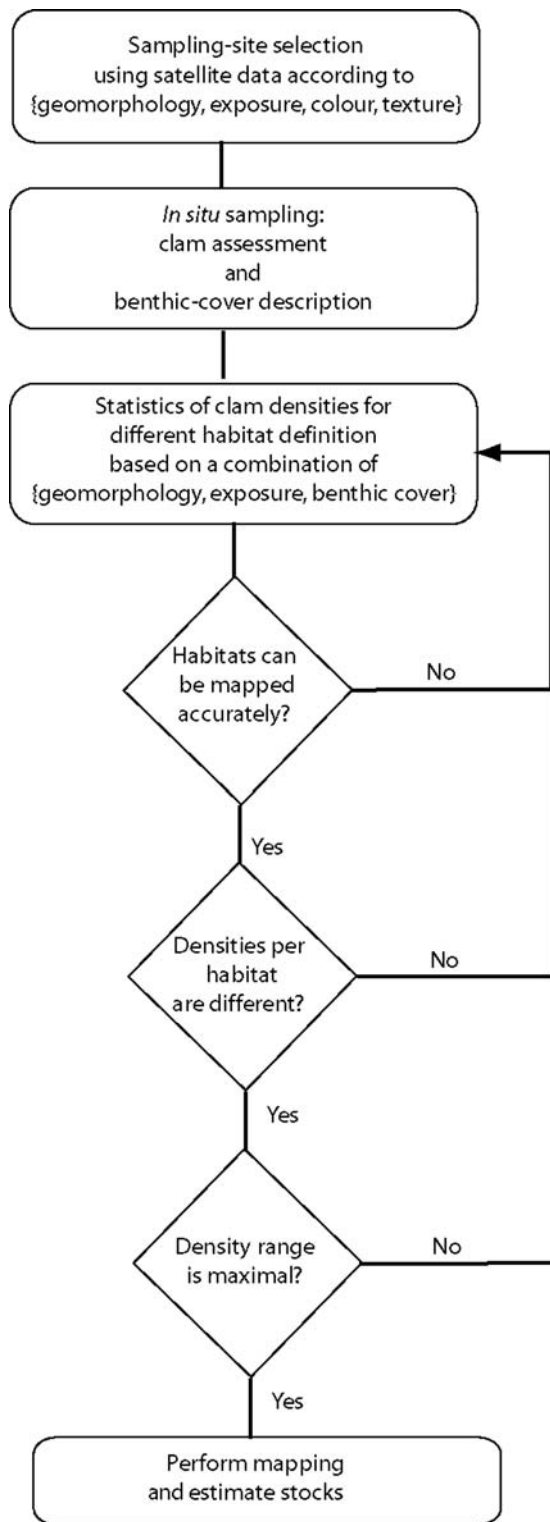 Sampling-site selection
using satellite data according to
{geomorphology, exposure, colour, texture}
In situ sampling:
clam assessment
and
benthic-cover description
Statistics of clam densities for
different habitat definition
based on a combination of
{geomorphology, exposure, benthic cover}
Habitats can
be mapped
accurately?
No
Yes
Densities per
habitat
are different?
No
Yes
Density range
is maximal?
No
Yes
Perform mapping
and estimate stocks